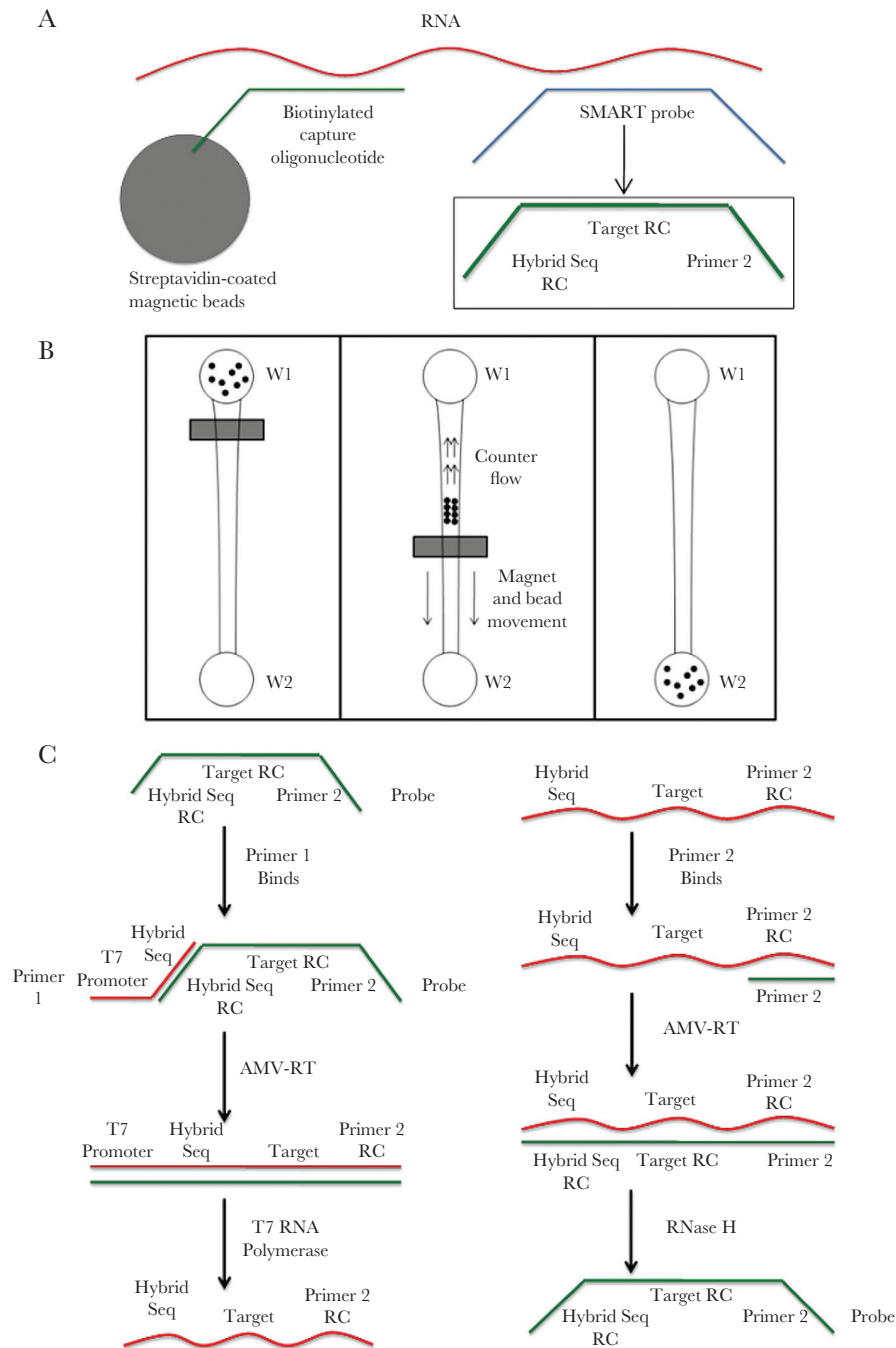 A
RNA
Biotinylated
capture
oligonucleotide
SMART probe
Streptavidin-coated
magnetic beads
Target RC
Hybrid Seq
RC
Primer 2
B
W1
W2
W1
Counter
flow
Magnet
and bead
movement
W2
W1
W2
C
Target RC
Hybrid Seq
RC
Primer 2
Probe
Primer 1
Binds
Primer
1
T7
Promoter
Hybrid
Seq
Target RC
Hybrid Seq
RC
Primer 2
Probe
AMV-RT
T7
Promoter
Hybrid
Seq
Target
Primer 2
RC
T7 RNA
Polymerase
Hybrid
Seq
Target
Primer 2
RC
Hybrid
Seq
Target
Primer 2
RC
Primer 2
Binds
Hybrid
Seq
Target
Primer 2
RC
Primer 2
AMV-RT
Hybrid
Seq
Target
Primer 2
RC
Hybrid Seq
RC
Target RC
Primer 2
RNase H
Target RC
Hybrid Seq
RC
Primer 2
Probe